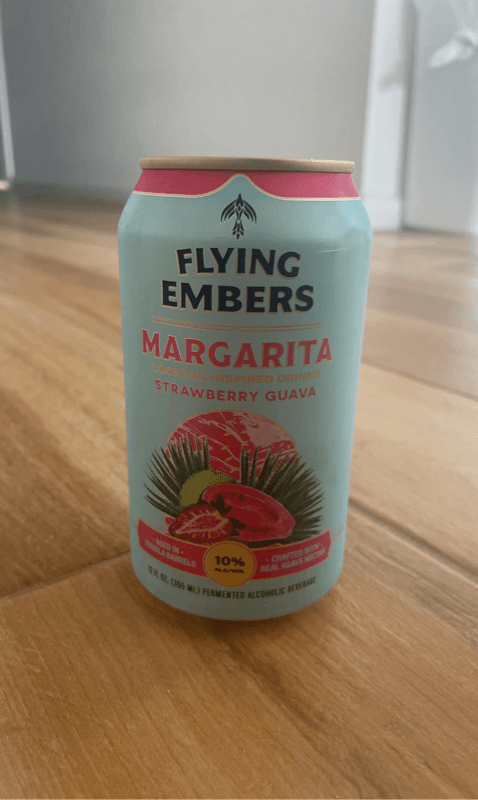 FLYING
EMBERS
MARGARITA
COCKTAIL INSPIRED DRINKS
STRAWBERRY GUAVA
• AGED IN •
TEQUILA BARRELS
10%
ALC/VOL
• CRAFTED WITH •
REAL AGAVE NECTAR
12 FL OZ. (355 ML) FERMENTED ALCOHOLIC BEVERAGE